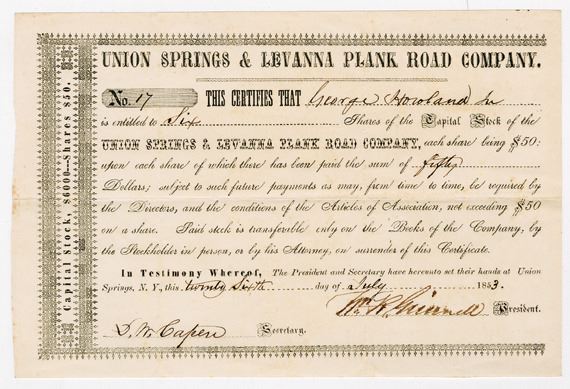 UNION SPRINGS & LEVANNA PLANK ROAD COMPANY.
No. 17 THIS CERTIFIES THAT George Howland Jr
is entitled to Six Shares of the Capital Stock of the
UNION SPRINGS & LEVANNA PLANK ROAD COMPANY, each share being $50:
upon each share of which there has been paid the sum of fifty
Dollars; subject to such future payments as may, from time to time, be required by
the Directors, and the conditions of the Articles of Association, not exceeding $50
on a share. Paid stock is transferable only on the Books of the Company, by
the Stockholder in person, or by his Attorney, on surrender of this Certificate.
In Testimony Whereof, The President and Secretary have hereunto set their hands at Union
Springs, N. Y., this twenty Sixth day of July 1853.
Wm. R. Grinnell President.
D. W. Capen Secretary.
Capital Stock, $6000—Shares $50.